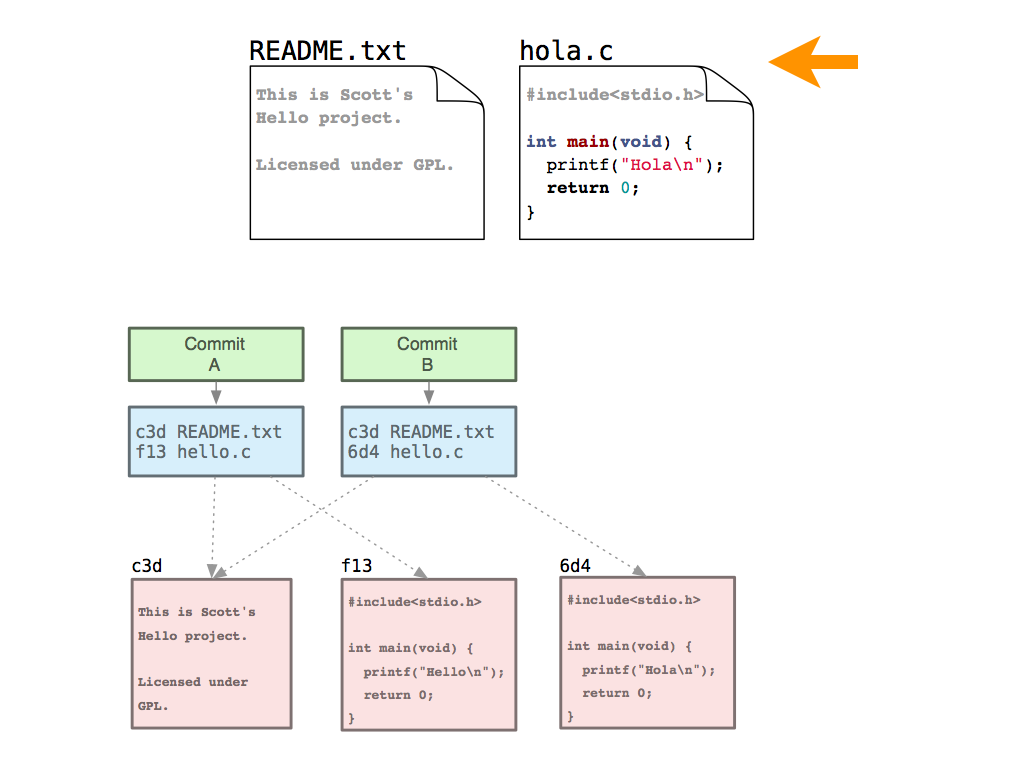 README.txt
This is Scott's
Hello project.
Licensed under GPL.
hola.c
#include<stdio.h>
int main(void) {
printf("Hola\n");
return 0;
}
Commit
A
Commit
B
c3d README.txt
f13 hello.c
c3d README.txt
6d4 hello.c
c3d
This is Scott's
Hello project.
Licensed under
GPL.
f13
#include<stdio.h>
int main(void) {
printf("Hello\n");
return 0;
}
6d4
#include<stdio.h>
int main(void) {
printf("Hola\n");
return 0;
}